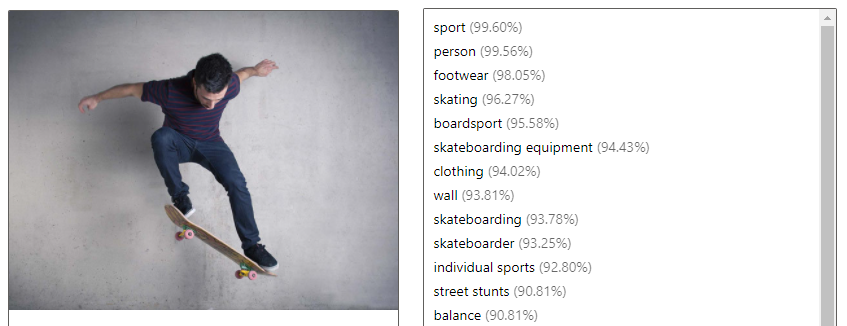 sport (99.60%)
person (99.56%)
footwear (98.05%)
skating (96.27%)
boardsport (95.58%)
skateboarding equipment (94.43%)
clothing (94.02%)
wall (93.81%)
skateboarding (93.78%)
skateboarder (93.25%)
individual sports (92.80%)
street stunts (90.81%)
balance (90.81%)